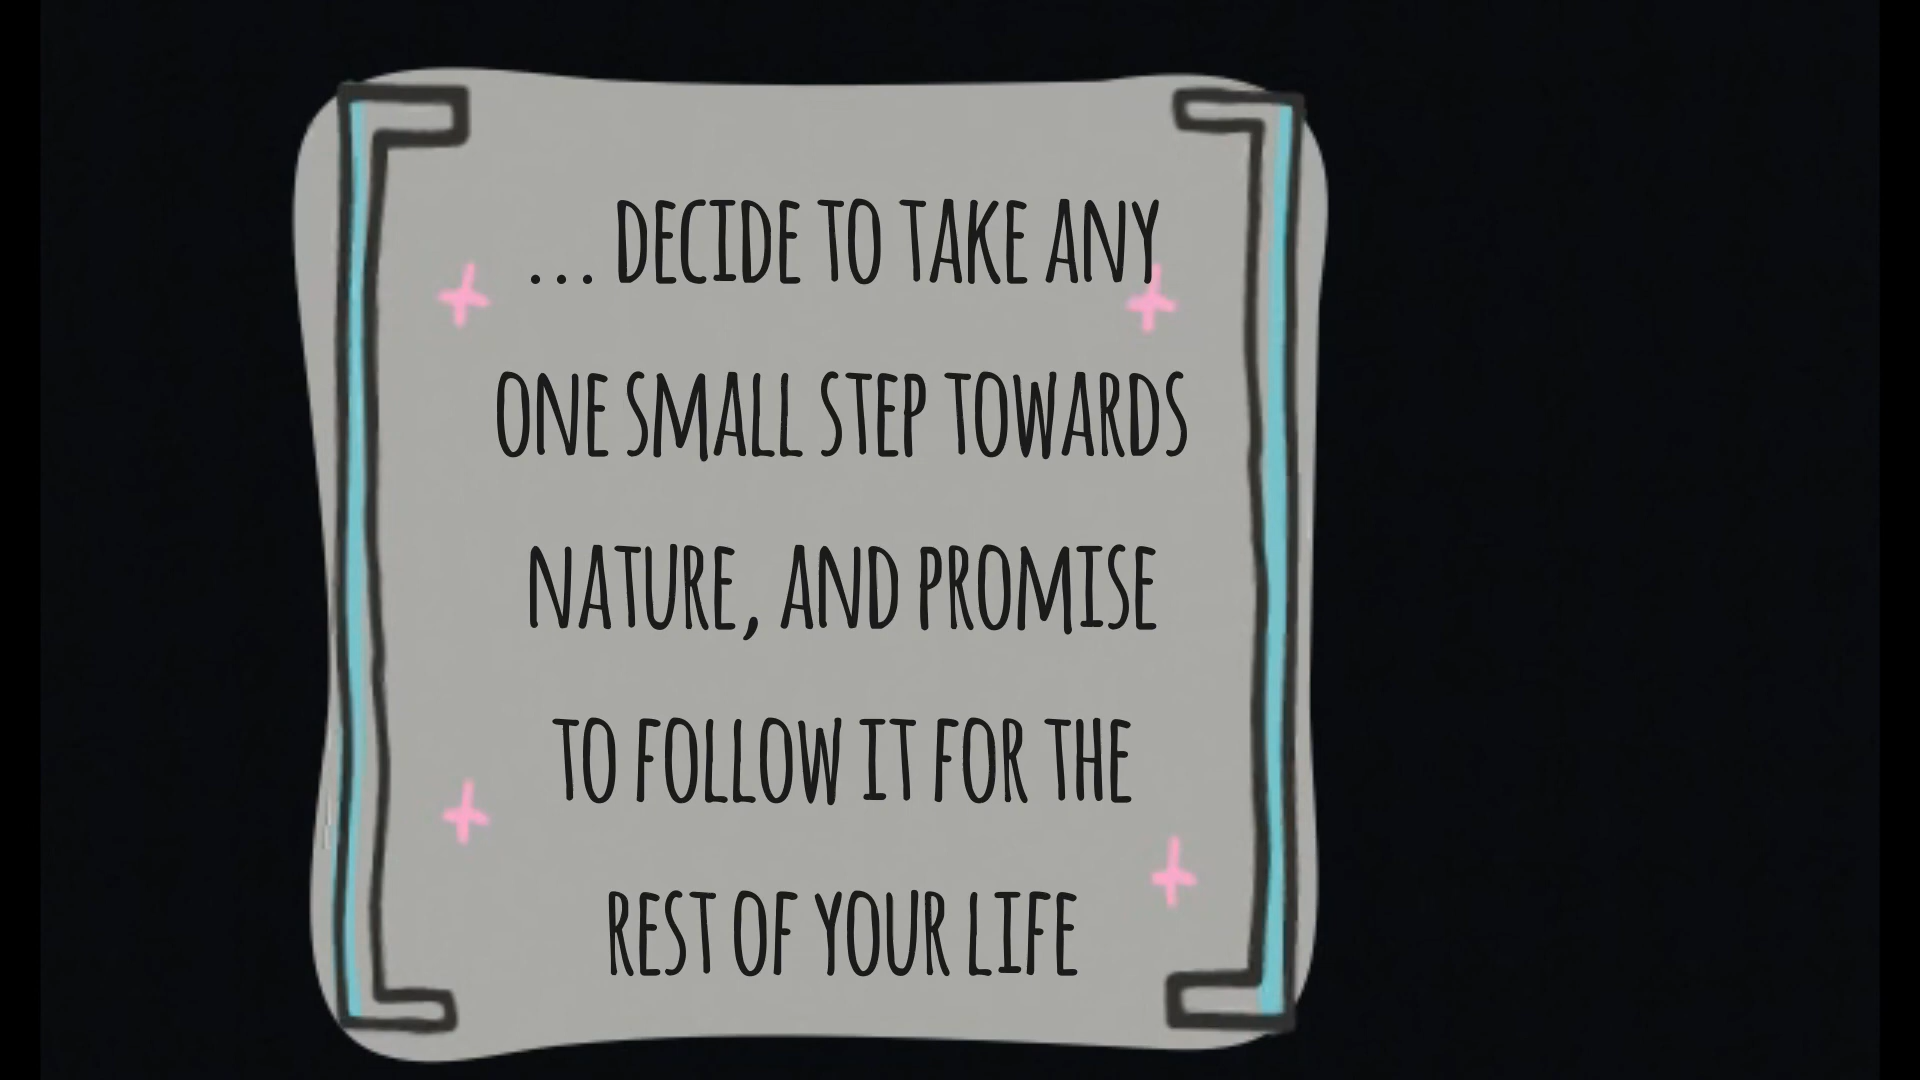 ... DECIDE TO TAKE ANY
ONE SMALL STEP TOWARDS
NATURE, AND PROMISE
TO FOLLOW IT FOR THE
REST OF YOUR LIFE